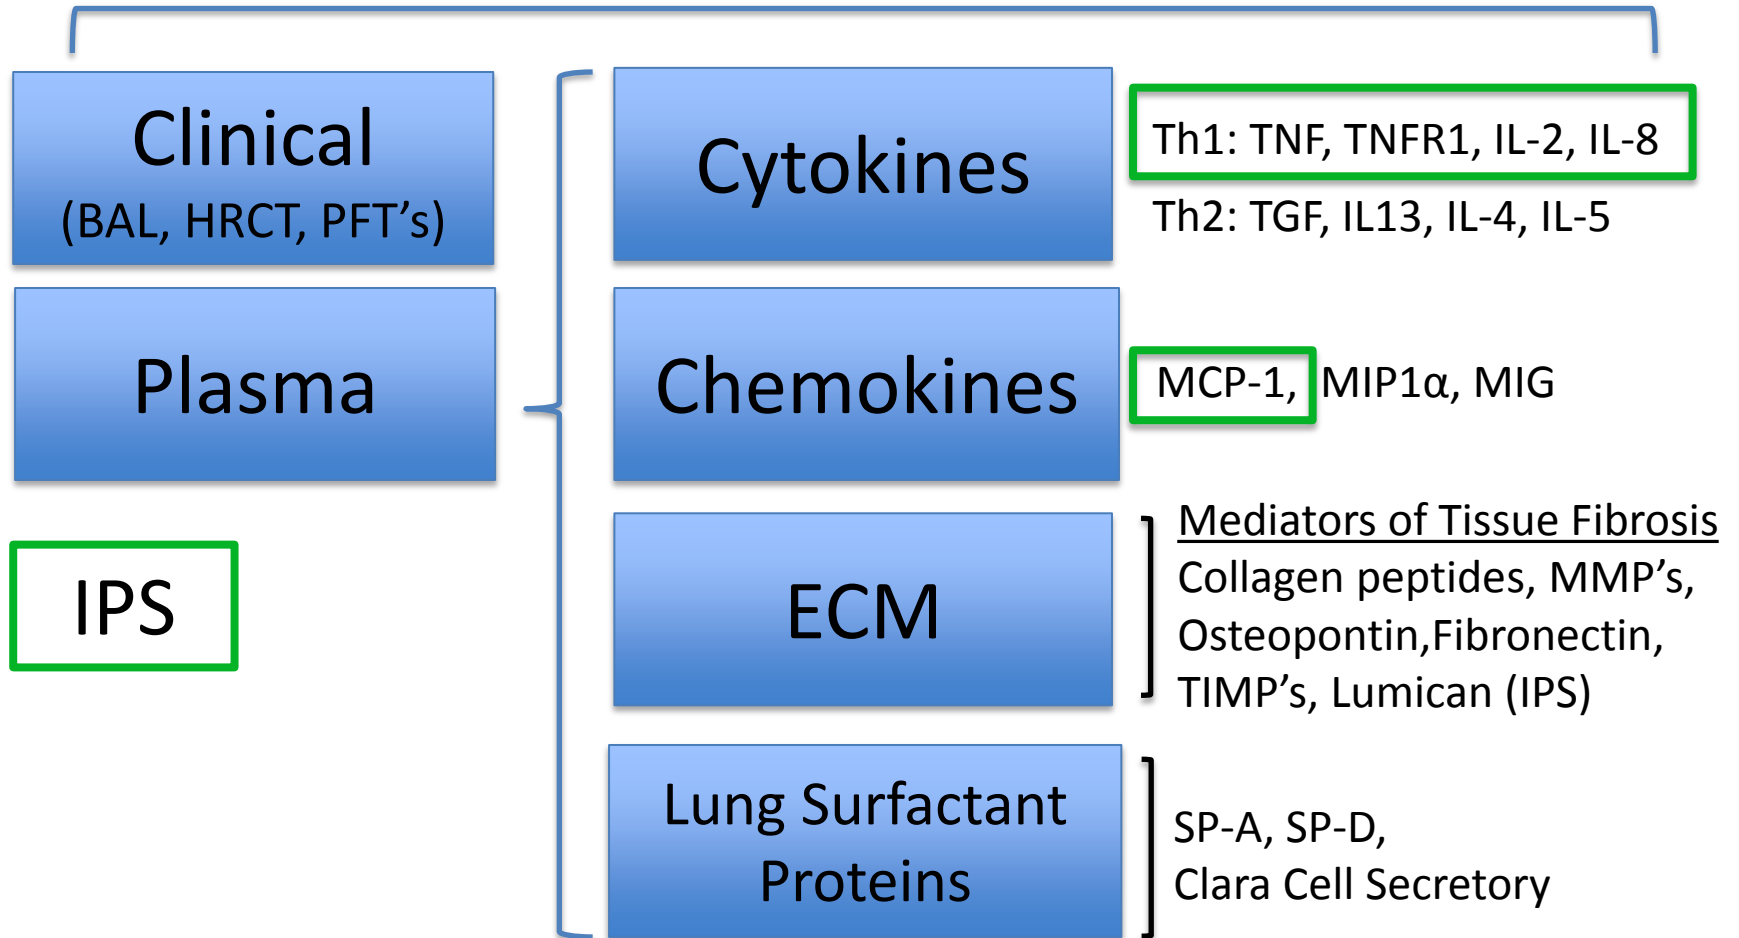 Clinical
(BAL, HRCT, PFT’s)
Plasma
IPS
Cytokines
Th1: TNF, TNFR1, IL-2, IL-8
Th2: TGF, IL13, IL-4, IL-5
Chemokines
MCP-1, MIP1α, MIG
ECM
Mediators of Tissue Fibrosis
Collagen peptides, MMP’s,
Osteopontin,Fibronectin,
TIMP’s, Lumican (IPS)
Lung Surfactant
Proteins
SP-A, SP-D,
Clara Cell Secretory